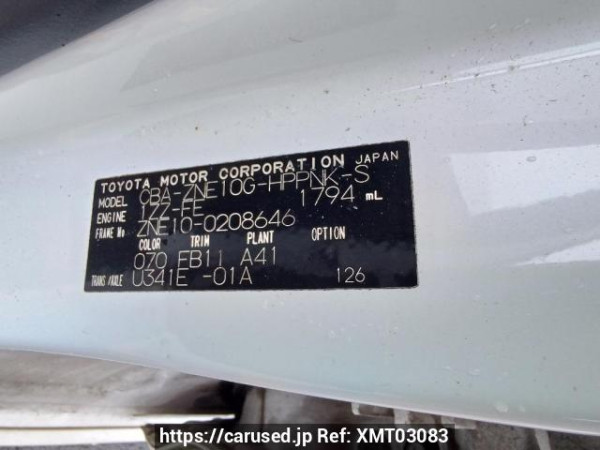 TOYOTA MOTOR CORPORATION JAPAN
MODEL CBA-ZNE10G-HPPNK-S
ENGINE 1ZZ-FE 1794 mL
FRAME No ZNE10-0208646
COLOR TRIM PLANT OPTION
070 FB11 A41
TRANS AXLE U341E -01A 126
https://carused.jp Ref: XMT03083